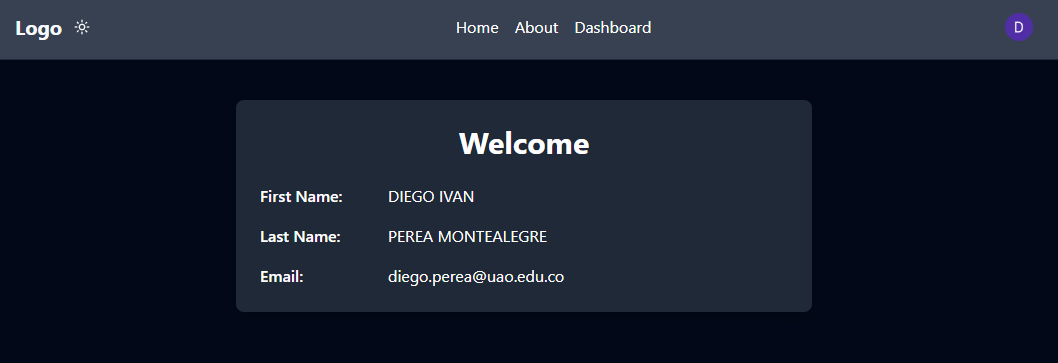 Logo Home About Dashboard D
Welcome
First Name: DIEGO IVAN
Last Name: PEREA MONTEALEGRE
Email: diego.perea@uao.edu.co